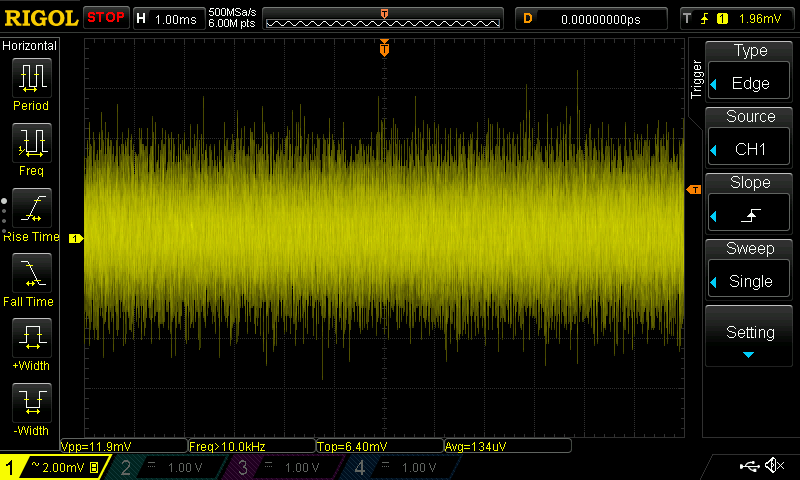 RIGOL STOP H 1.00ms 500MSa/s 6.00M pts T D 0.00000000ps T 1 1.96mV
Horizontal
Period
Freq
Rise Time
Fall Time
+Width
-Width
T
1
T
Trigger
Type
Edge
Source
CH1
Slope
Sweep
Single
Setting
Vpp=11.9mV Freq>10.0kHz Top=6.40mV Avg=134uV
1 ~ 2.00mV B 2 1.00 V 3 1.00 V 4 1.00 V